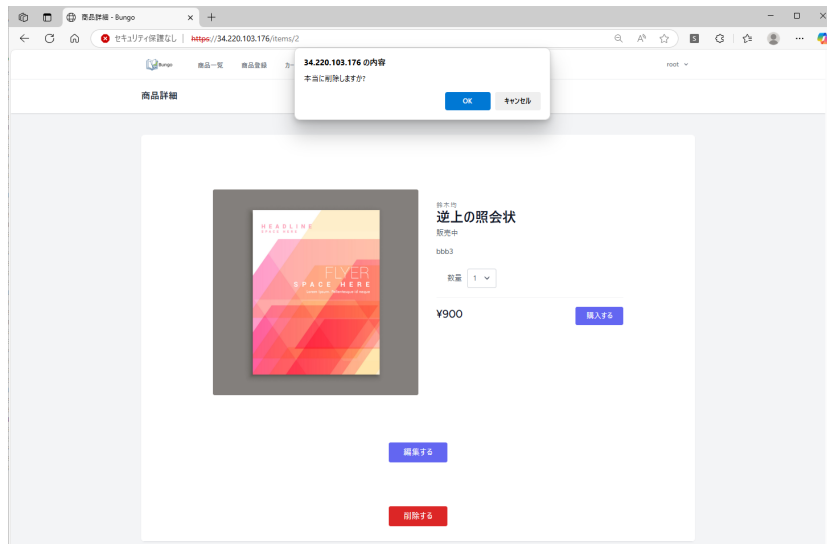 商品詳細 - Bungo
セキュリティ保護なし https://34.220.103.176/items/2
Bungo 商品一覧 商品登録 カー root
34.220.103.176 の内容
本当に削除しますか?
OK キャンセル
商品詳細
鈴木均
逆上の照会状
販売中
bbb3
数量 1
¥900 購入する
HEADLINE
SPACE HERE
FLYER
SPACE HERE
編集する
削除する